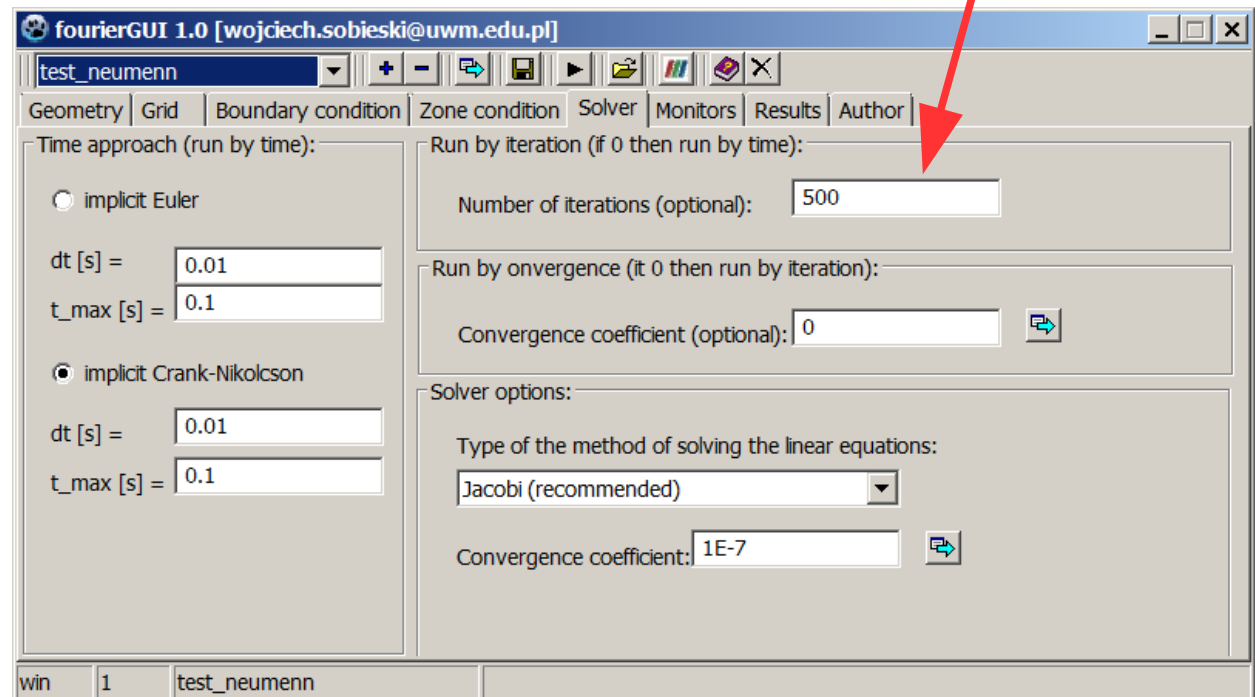 fourierGUI 1.0 [wojciech.sobieski@uwm.edu.pl]
test_neumenn
Geometry Grid Boundary condition Zone condition Solver Monitors Results Author
Time approach (run by time):
implicit Euler
dt [s] = 0.01
t_max [s] = 0.1
implicit Crank-Nikolcson
dt [s] = 0.01
t_max [s] = 0.1
Run by iteration (if 0 then run by time):
Number of iterations (optional): 500
Run by onvergence (it 0 then run by iteration):
Convergence coefficient (optional): 0
Solver options:
Type of the method of solving the linear equations:
Jacobi (recommended)
Convergence coefficient: 1E-7
win 1 test_neumenn